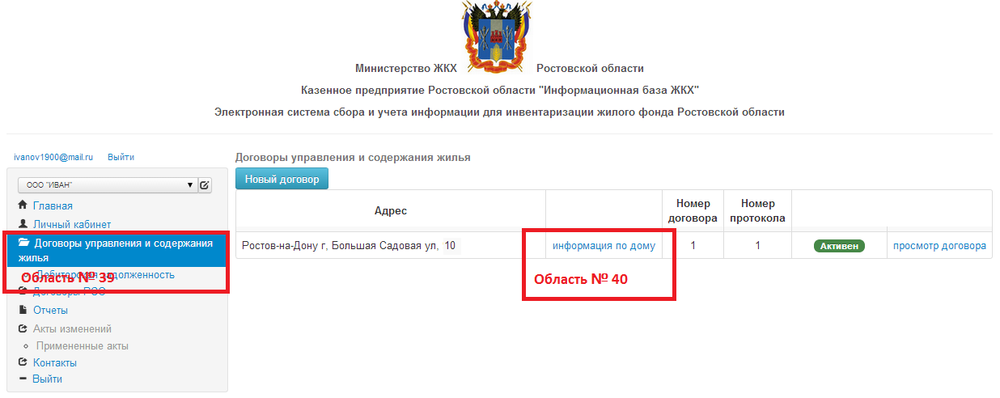 Министерство ЖКХ Ростовской области
Казенное предприятие Ростовской области "Информационная база ЖКХ"
Электронная система сбора и учета информации для инвентаризации жилого фонда Ростовской области
ivanov1900@mail.ru Выйти
ООО "ИВАН"
Главная
Личный кабинет
Договоры управления и содержания
жилья
Дебиторская задолженность
Область № 39
Договоры РСО
Отчеты
Акты изменений
Примененные акты
Контакты
Выйти
Договоры управления и содержания жилья
Новый договор
Адрес
Номер договора
Номер протокола
Ростов-на-Дону г, Большая Садовая ул, 10 информация по дому 1 1 Активен просмотр договора
Область № 40